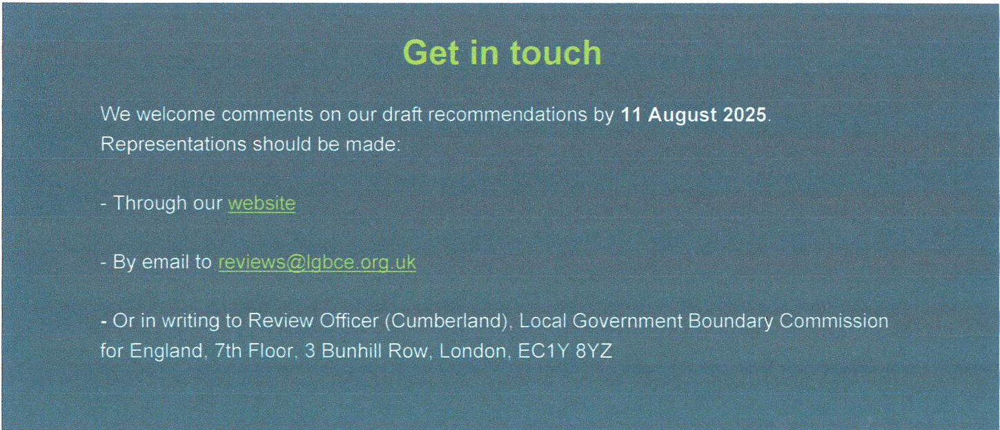 Get in touch
We welcome comments on our draft recommendations by 11 August 2025.
Representations should be made:
- Through our website
- By email to reviews@lgbce.org.uk
- Or in writing to Review Officer (Cumberland), Local Government Boundary Commission
for England, 7th Floor, 3 Bunhill Row, London, EC1Y 8YZ